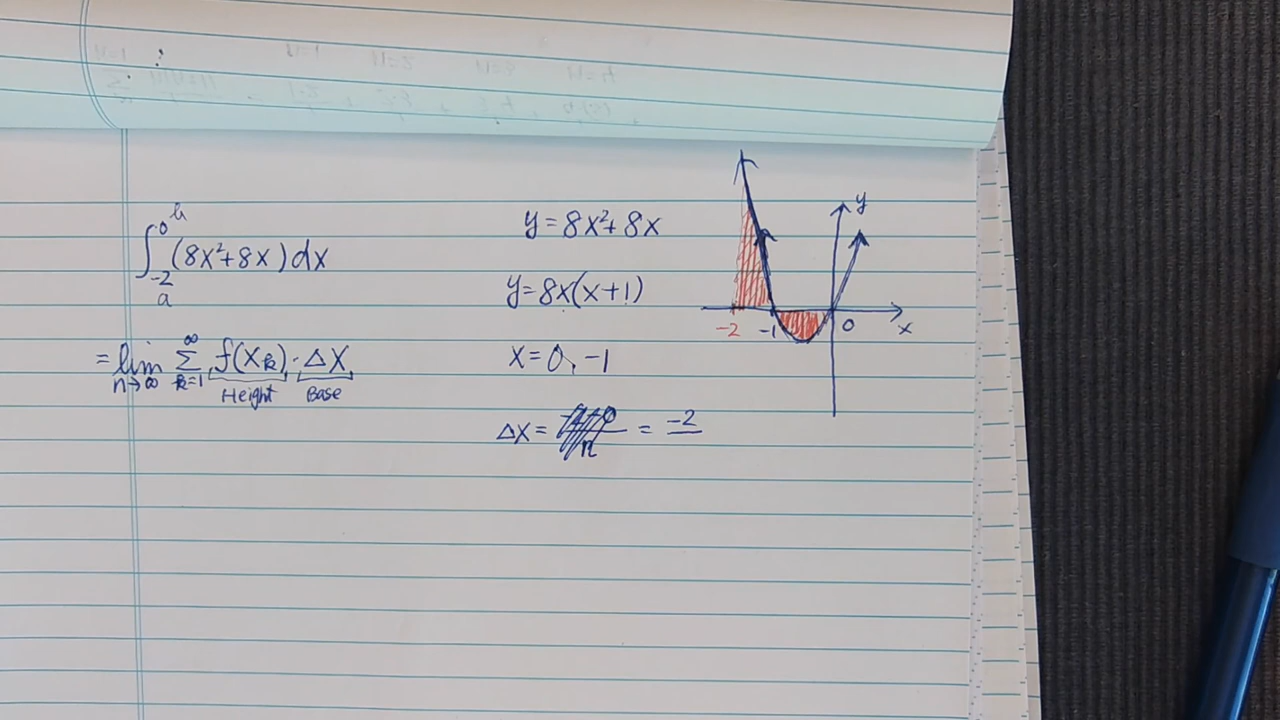 ∫_{-2}^{0} (8x²+8x) dx
b
a
= lim_{n→∞} Σ_{k=1}^{∞} f(x_k) · Δx
Height Base
y = 8x²+8x
y = 8x(x+1)
x = 0, -1
Δx = = -2
n
y
-2 -1 0 x